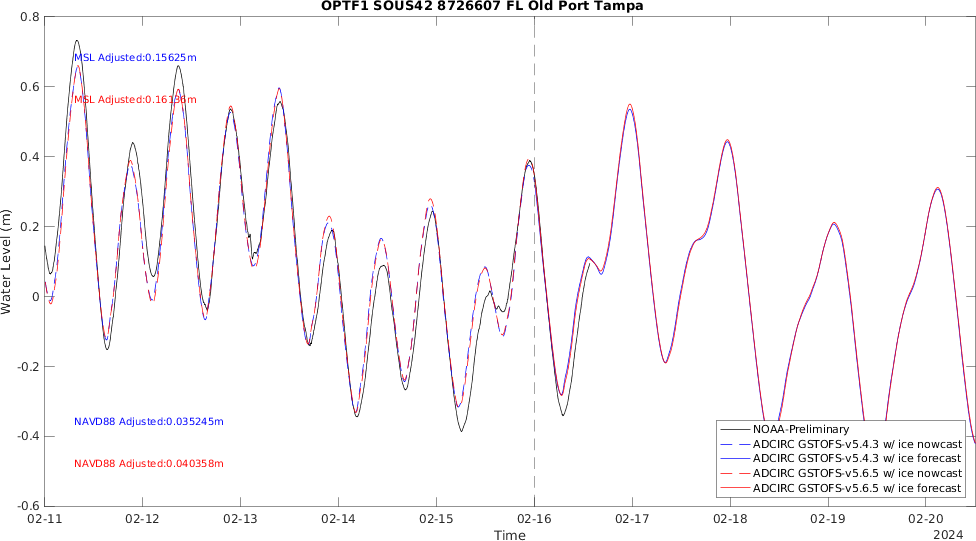 OPTF1 SOUS42 8726607 FL Old Port Tampa
0.8
0.6
0.4
0.2
0
-0.2
-0.4
-0.6
Water Level (m)
MSL Adjusted:0.15625m
MSL Adjusted:0.16136m
NAVD88 Adjusted:0.035245m
NAVD88 Adjusted:0.040358m
NOAA-Preliminary
ADCIRC GSTOFS-v5.4.3 w/ ice nowcast
ADCIRC GSTOFS-v5.4.3 w/ ice forecast
ADCIRC GSTOFS-v5.6.5 w/ ice nowcast
ADCIRC GSTOFS-v5.6.5 w/ ice forecast
02-11 02-12 02-13 02-14 02-15 02-16 02-17 02-18 02-19 02-20
Time
2024